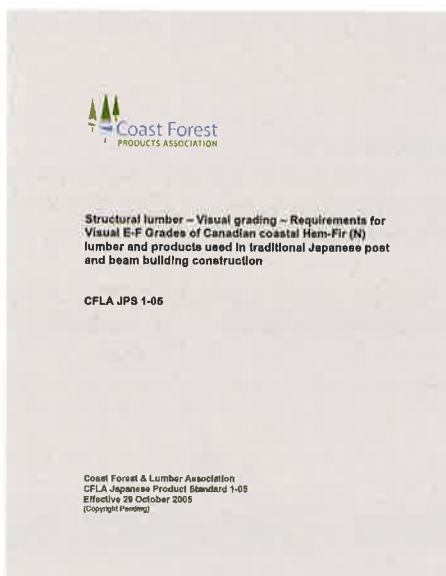 Coast Forest
PRODUCTS ASSOCIATION
Structural lumber – Visual grading – Requirements for
Visual E-F Grades of Canadian coastal Hem-Fir (N)
lumber and products used in traditional Japanese post
and beam building construction
CFLA JPS 1-05
Coast Forest & Lumber Association
CFLA Japanese Product Standard 1-05
Effective 29 October 2005
(Copyright Pending)